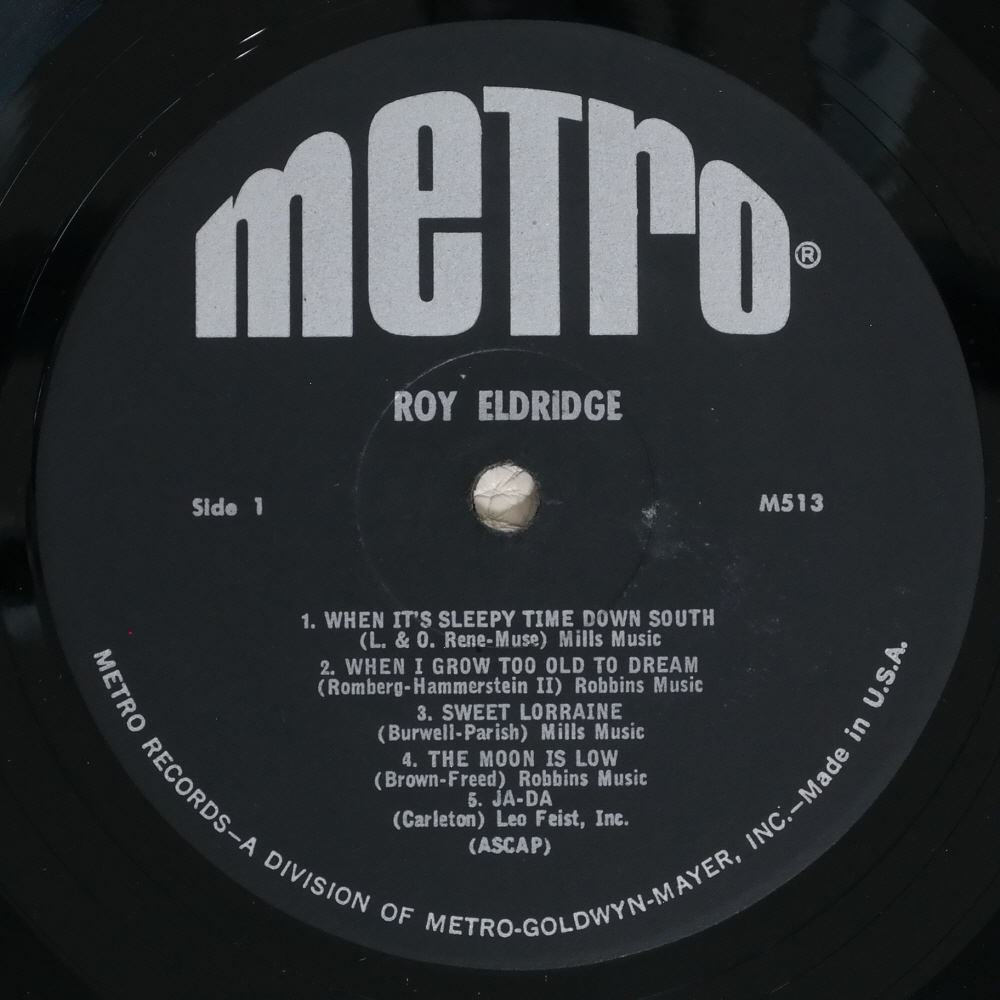 meTro®
ROY ELDRIDGE
Side 1
M513
1. WHEN IT'S SLEEPY TIME DOWN SOUTH
(L. & O. Rene-Muse) Mills Music
2. WHEN I GROW TOO OLD TO DREAM
(Romberg-Hammerstein II) Robbins Music
3. SWEET LORRAINE
(Burwell-Parish) Mills Music
4. THE MOON IS LOW
(Brown-Freed) Robbins Music
5. JA-DA
(Carleton) Leo Feist, Inc.
(ASCAP)
METRO RECORDS—A DIVISION OF METRO-GOLDWYN-MAYER, INC.—Made in U.S.A.